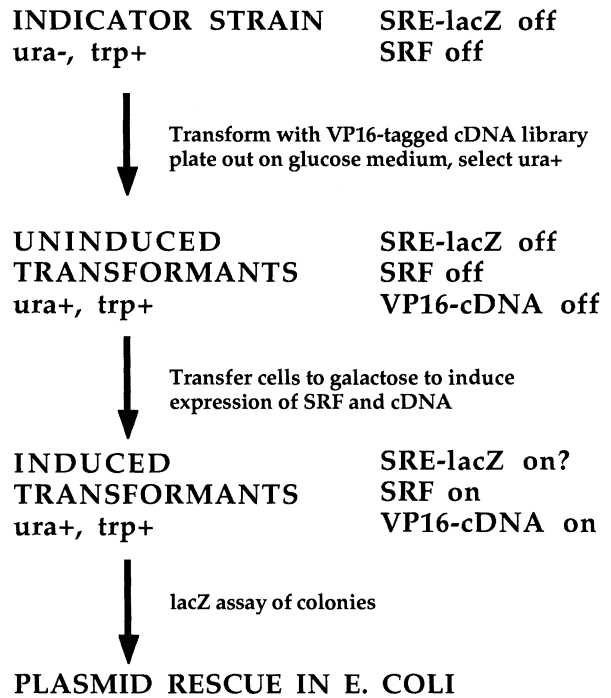 INDICATOR STRAIN SRE-lacZ off
ura-, trp+ SRF off
Transform with VP16-tagged cDNA library
plate out on glucose medium, select ura+
UNINDUCED SRE-lacZ off
TRANSFORMANTS SRF off
ura+, trp+ VP16-cDNA off
Transfer cells to galactose to induce
expression of SRF and cDNA
INDUCED SRE-lacZ on?
TRANSFORMANTS SRF on
ura+, trp+ VP16-cDNA on
lacZ assay of colonies
PLASMID RESCUE IN E. COLI